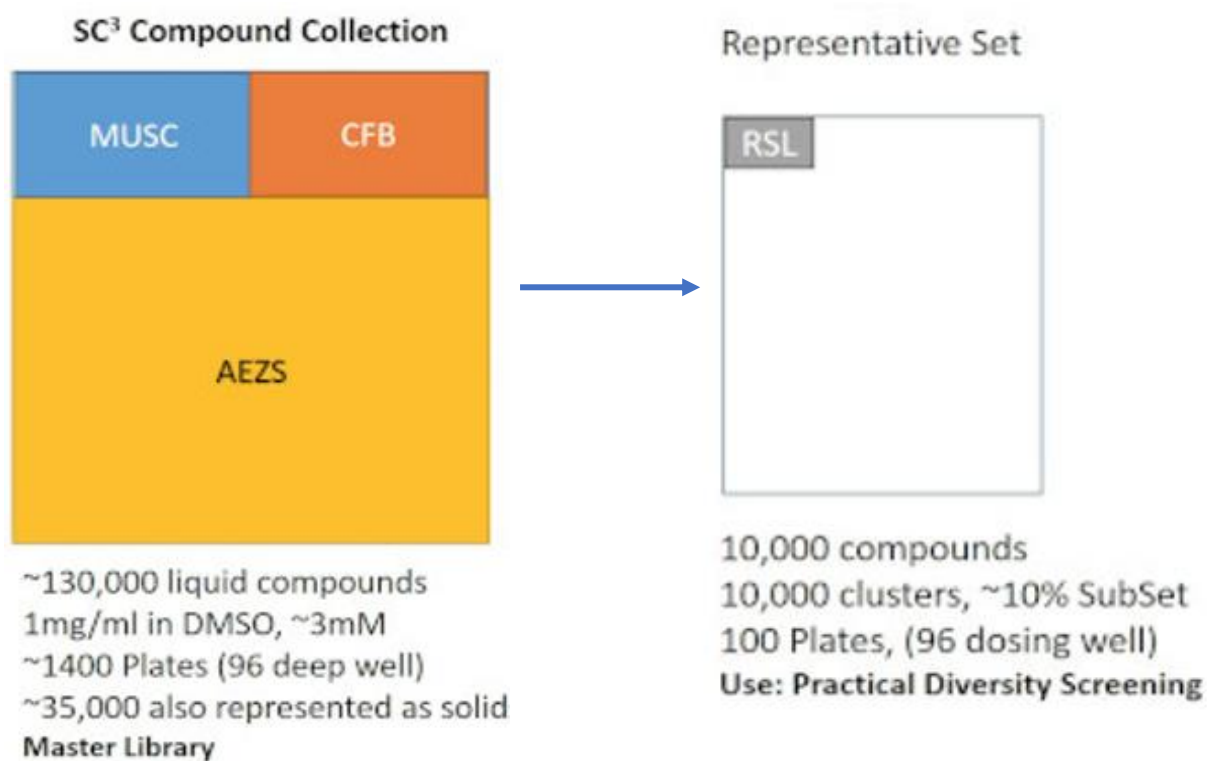 SC³ Compound Collection
MUSC
CFB
AEZS
~130,000 liquid compounds
1mg/ml in DMSO, ~3mM
~1400 Plates (96 deep well)
~35,000 also represented as solid
Master Library
Representative Set
RSL
10,000 compounds
10,000 clusters, ~10% SubSet
100 Plates, (96 dosing well)
Use: Practical Diversity Screening